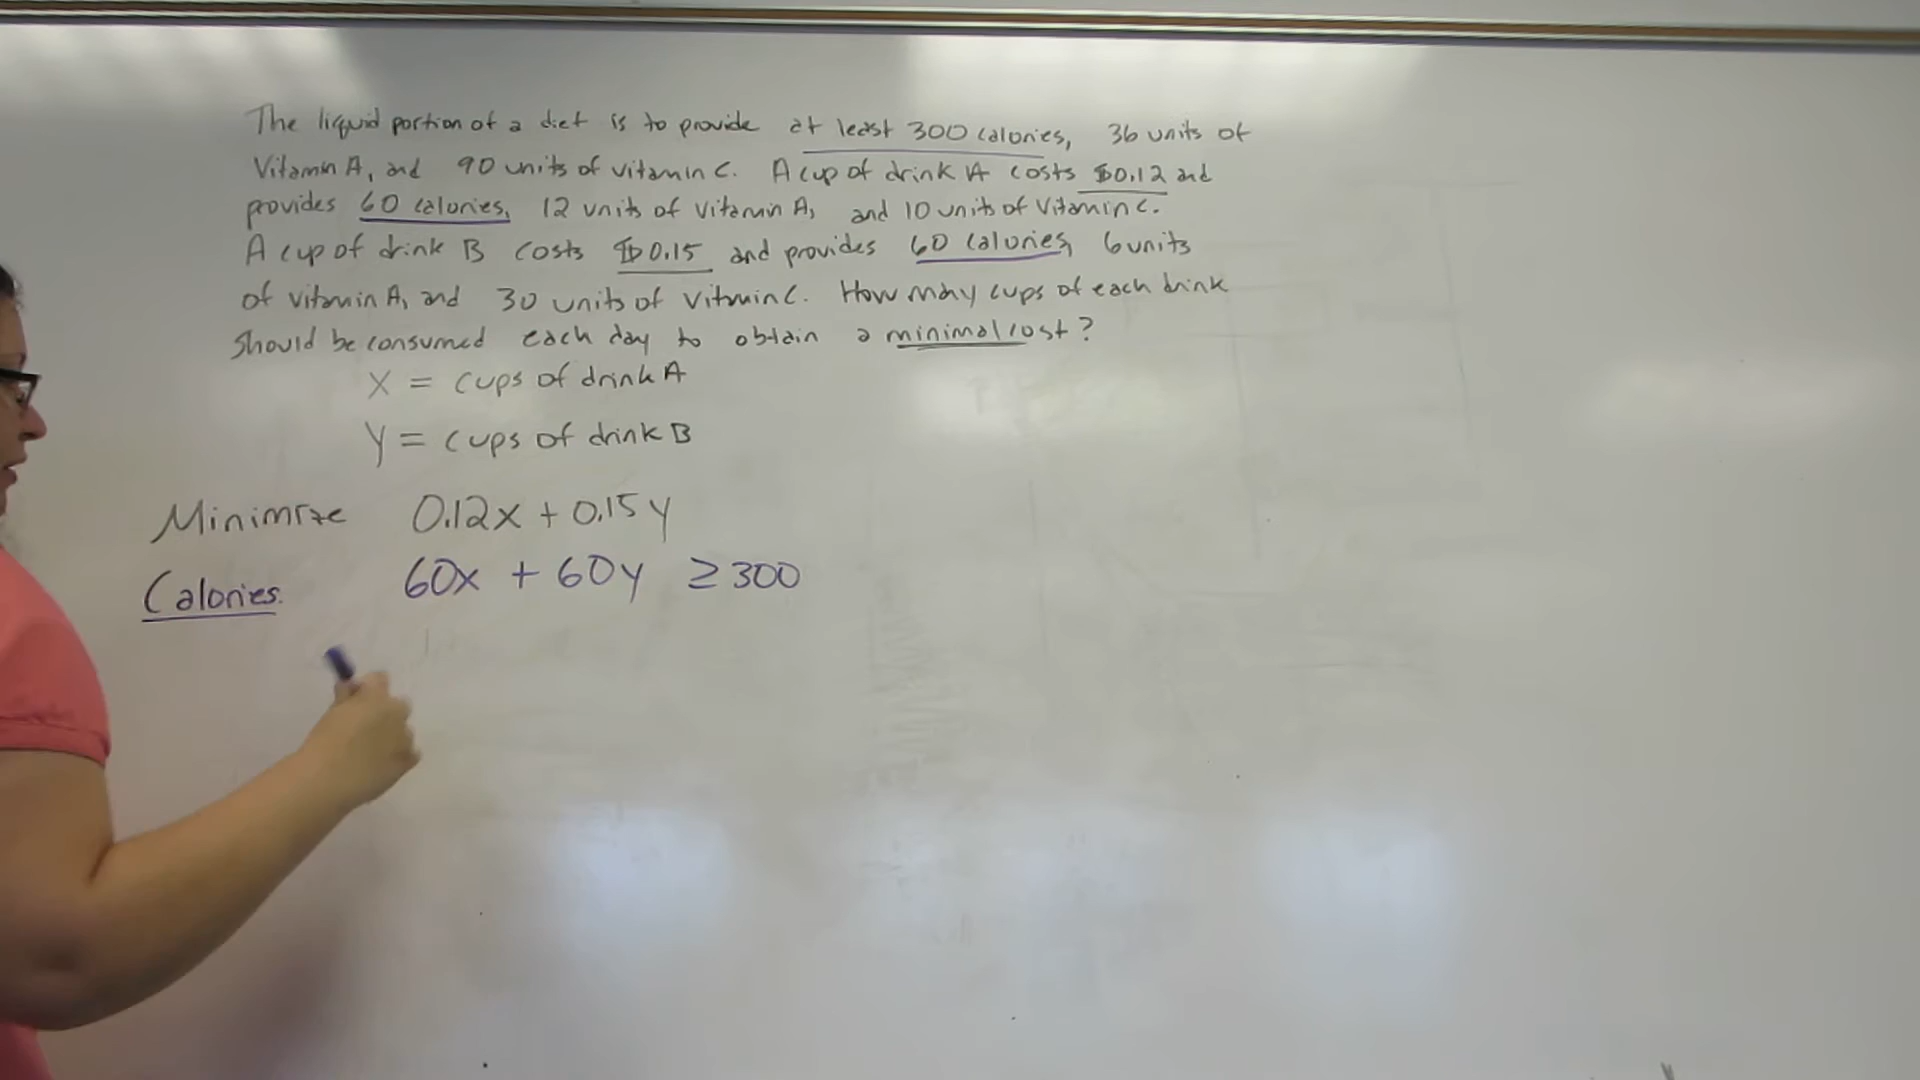 The liquid portion of a diet is to provide at least 300 calories, 36 units of
Vitamin A, and 90 units of vitamin C. A cup of drink A costs $0.12 and
provides 60 calories, 12 units of Vitamin A, and 10 units of Vitamin C.
A cup of drink B costs $0.15 and provides 60 calories, 6 units
of vitamin A, and 30 units of Vitamin C. How may cups of each drink
should be consumed each day to obtain a minimal cost?
X = cups of drink A
Y = cups of drink B
Minimize 0.12x + 0.15y
Calories. 60x + 60y ≥ 300